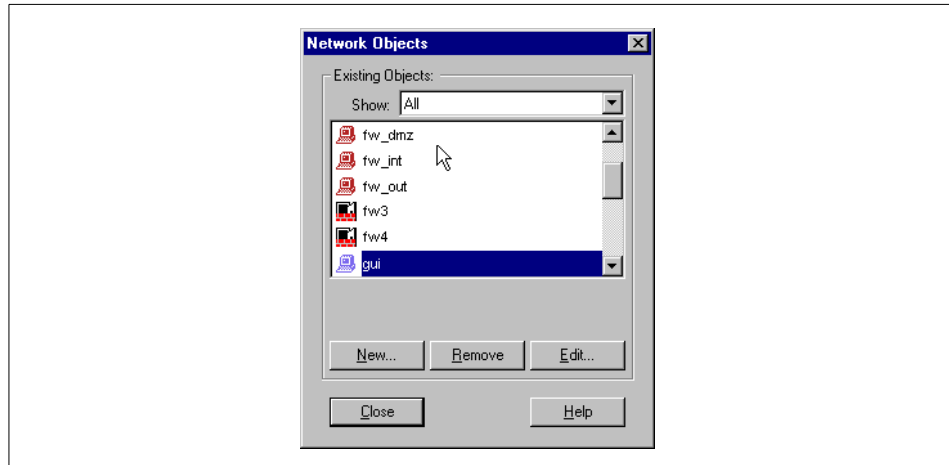 Network Objects
Existing Objects:
Show: All
fw_dmz
fw_int
fw_out
fw3
fw4
gui
New... Remove Edit...
Close Help